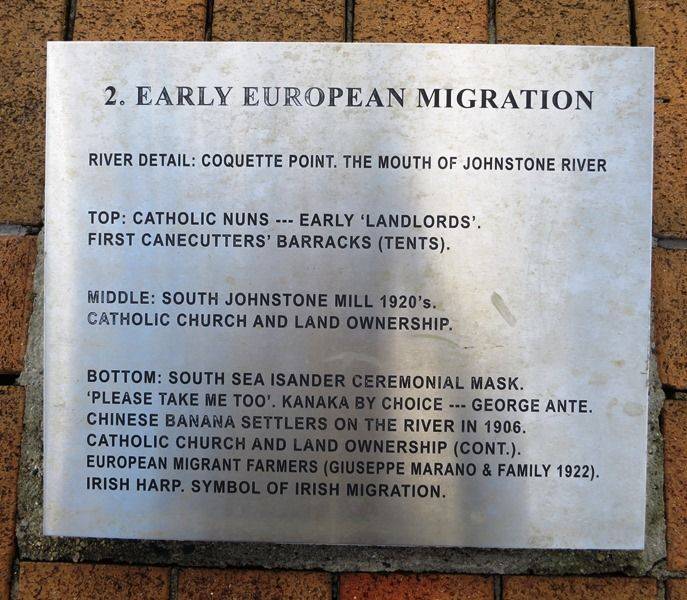 2. EARLY EUROPEAN MIGRATION
RIVER DETAIL: COQUETTE POINT. THE MOUTH OF JOHNSTONE RIVER
TOP: CATHOLIC NUNS --- EARLY ‘LANDLORDS’.
FIRST CANECUTTERS’ BARRACKS (TENTS).
MIDDLE: SOUTH JOHNSTONE MILL 1920’s.
CATHOLIC CHURCH AND LAND OWNERSHIP.
BOTTOM: SOUTH SEA ISANDER CEREMONIAL MASK.
‘PLEASE TAKE ME TOO’. KANAKA BY CHOICE --- GEORGE ANTE.
CHINESE BANANA SETTLERS ON THE RIVER IN 1906.
CATHOLIC CHURCH AND LAND OWNERSHIP (CONT.).
EUROPEAN MIGRANT FARMERS (GIUSEPPE MARANO & FAMILY 1922).
IRISH HARP. SYMBOL OF IRISH MIGRATION.